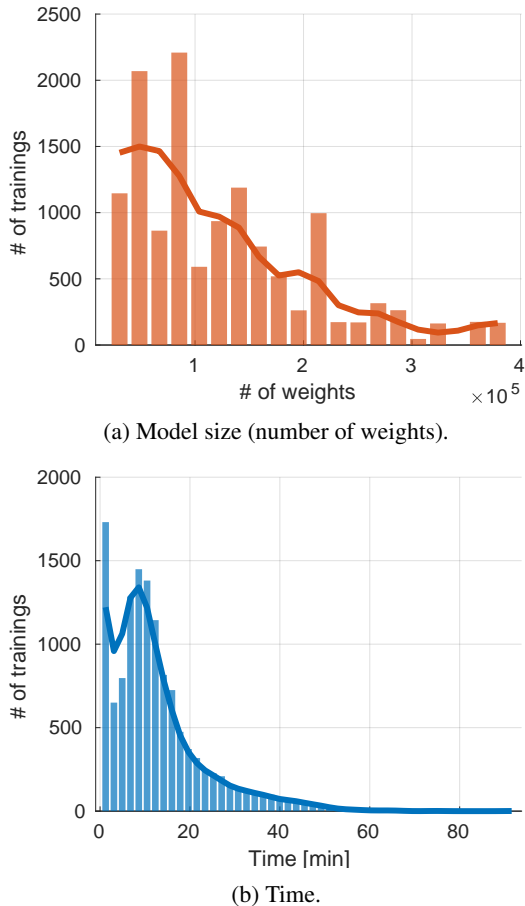 2500
2000
1500
1000
500
0
# of trainings
1 2 3 4
# of weights
×10^5
(a) Model size (number of weights).
2000
1500
1000
500
0
# of trainings
0 20 40 60 80
Time [min]
(b) Time.